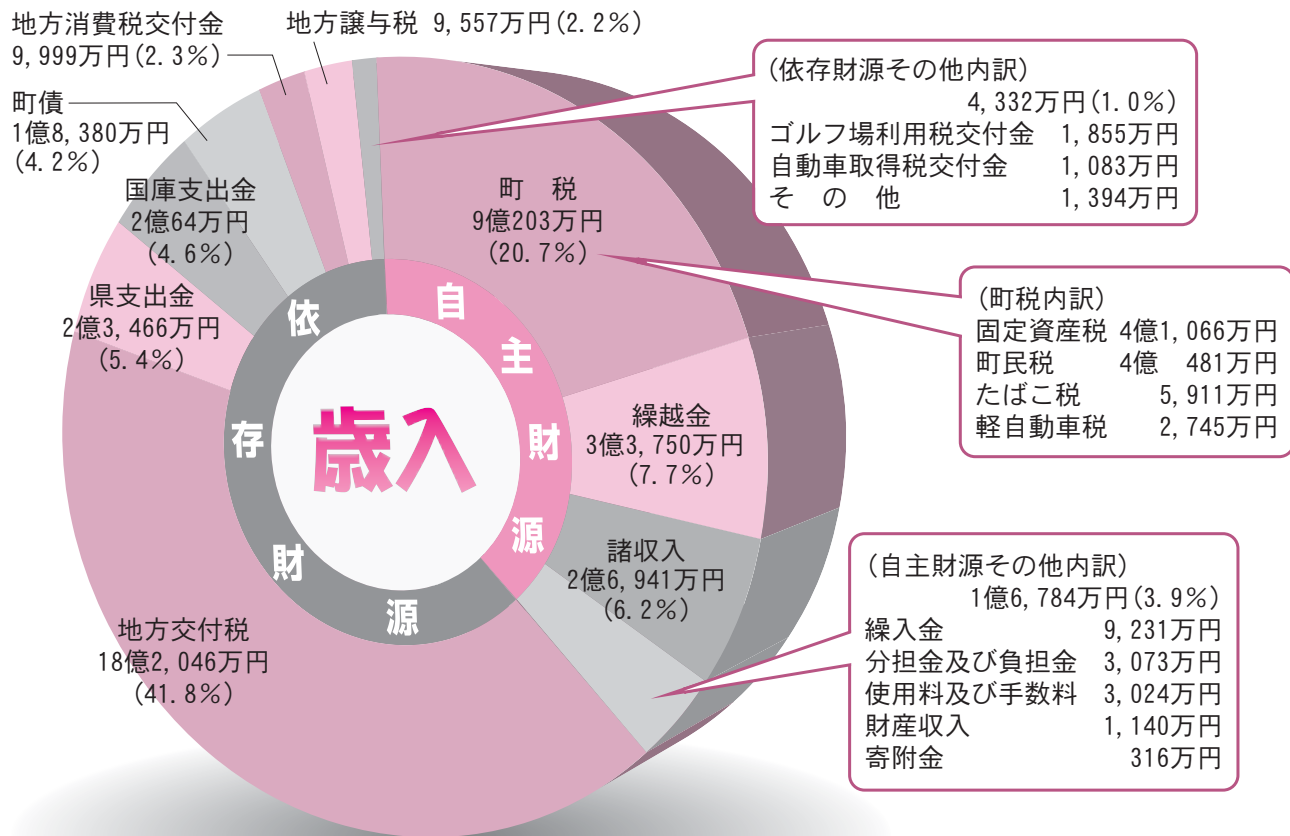 地方消費税交付金
9,999万円(2.3%)
地方譲与税 9,557万円(2.2%)
町債
1億8,380万円
(4.2%)
国庫支出金
2億64万円
(4.6%)
県支出金
2億3,466万円
(5.4%)
地方交付税
18億2,046万円
(41.8%)
町 税
9億203万円
(20.7%)
繰越金
3億3,750万円
(7.7%)
諸収入
2億6,941万円
(6.2%)
自主財源
依存財源
歳入
(依存財源その他内訳)
4,332万円(1.0%)
ゴルフ場利用税交付金 1,855万円
自動車取得税交付金 1,083万円
そ の 他 1,394万円
(町税内訳)
固定資産税 4億1,066万円
町民税 4億 481万円
たばこ税 5,911万円
軽自動車税 2,745万円
(自主財源その他内訳)
1億6,784万円(3.9%)
繰入金 9,231万円
分担金及び負担金 3,073万円
使用料及び手数料 3,024万円
財産収入 1,140万円
寄附金 316万円